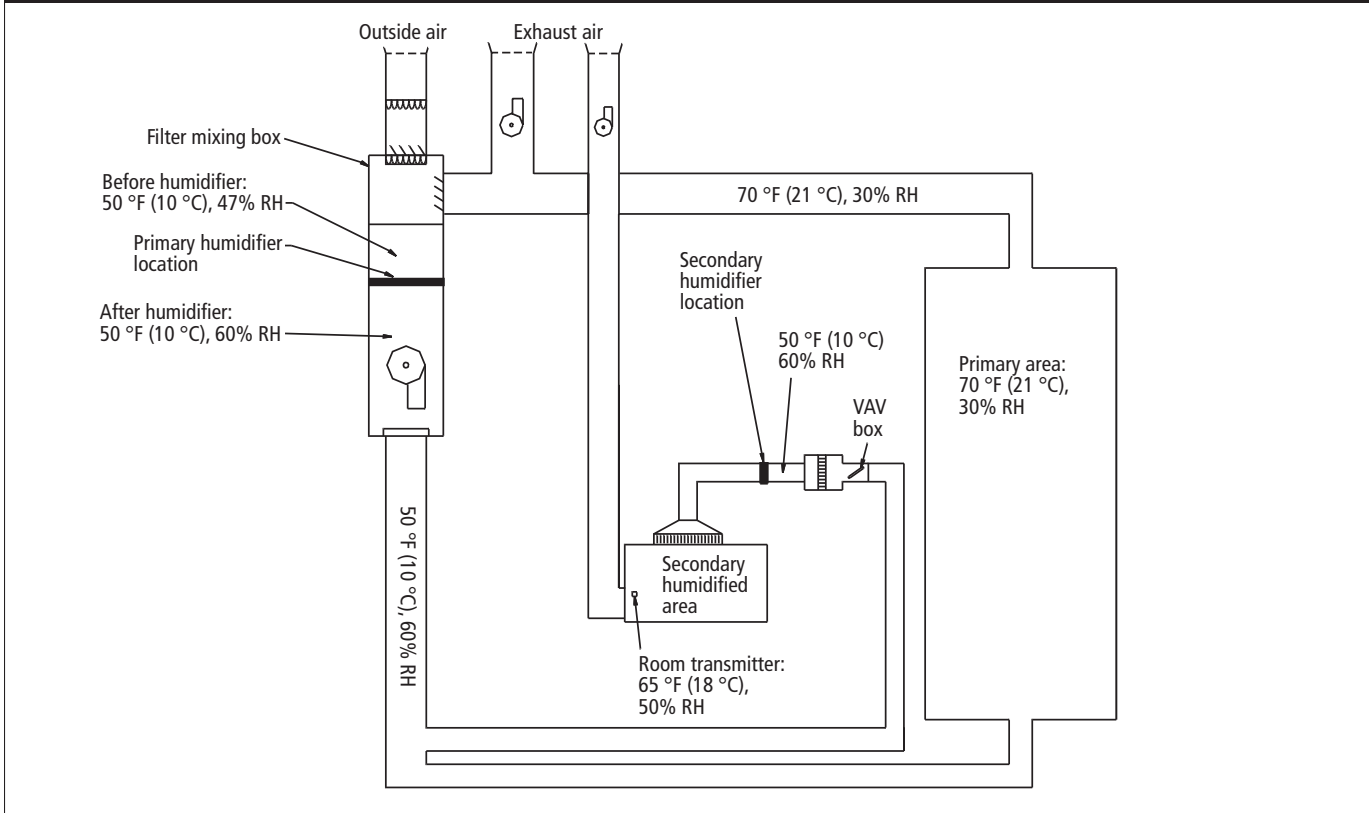 Outside air
Exhaust air
Filter mixing box
Before humidifier:
50 °F (10 °C), 47% RH
70 °F (21 °C), 30% RH
Primary humidifier
location
Secondary
humidifier
location
After humidifier:
50 °F (10 °C), 60% RH
50 °F (10 °C)
60% RH
Primary area:
70 °F (21 °C),
30% RH
VAV
box
50 °F (10 °C), 60% RH
Secondary
humidified
area
Room transmitter:
65 °F (18 °C),
50% RH